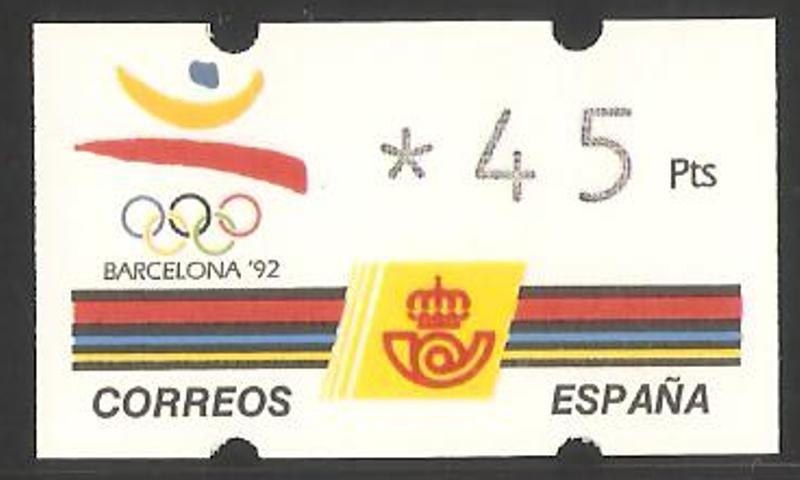 *45 Pts
BARCELONA '92
CORREOS ESPAÑA